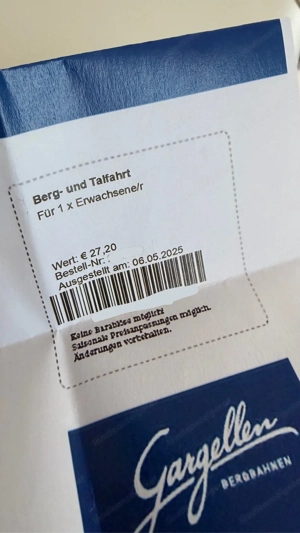 Berg- und Talfahrt
Für 1 x Erwachsene/r
Wert: € 27,20
Bestell-Nr:
Ausgestellt am: 06.05.2025
Keine Barablöse möglich!
Saisonale Preisanpassungen möglich.
Änderungen vorbehalten.
Gargellen
BERGBAHNEN